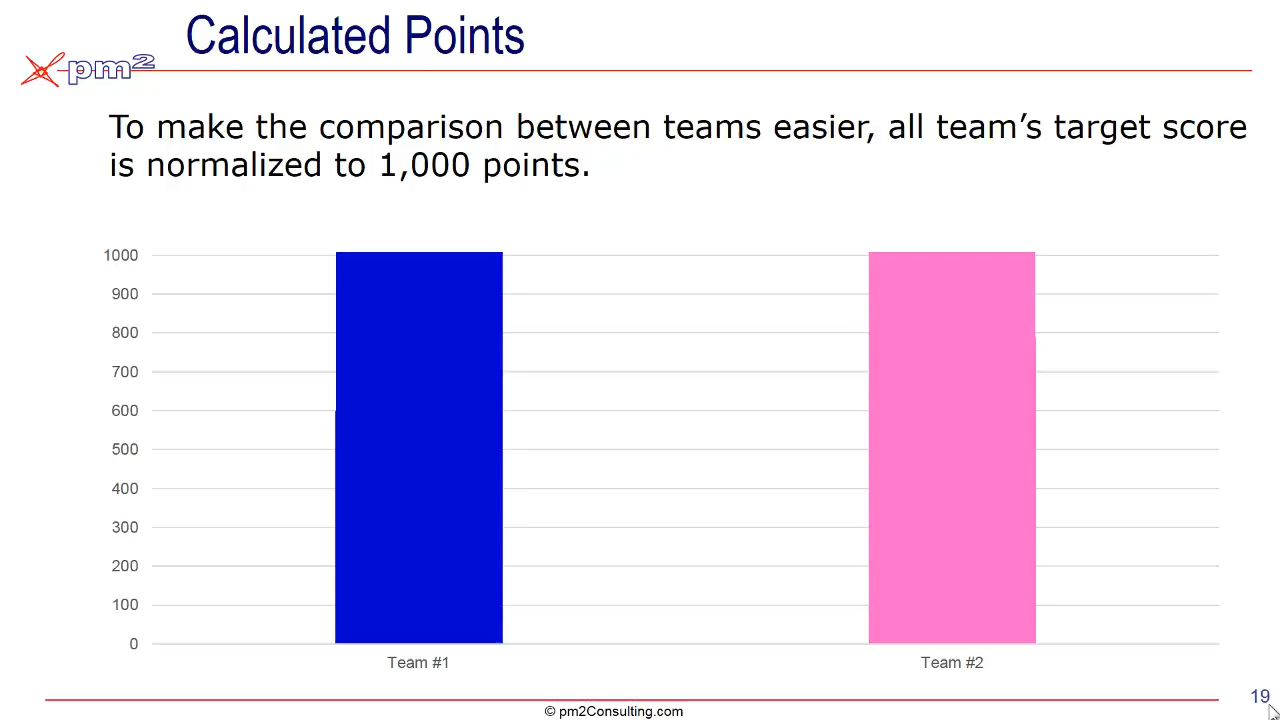 Calculated Points
pm2
To make the comparison between teams easier, all team’s target score
is normalized to 1,000 points.
1000
900
800
700
600
500
400
300
200
100
0
Team #1
Team #2
© pm2Consulting.com
19